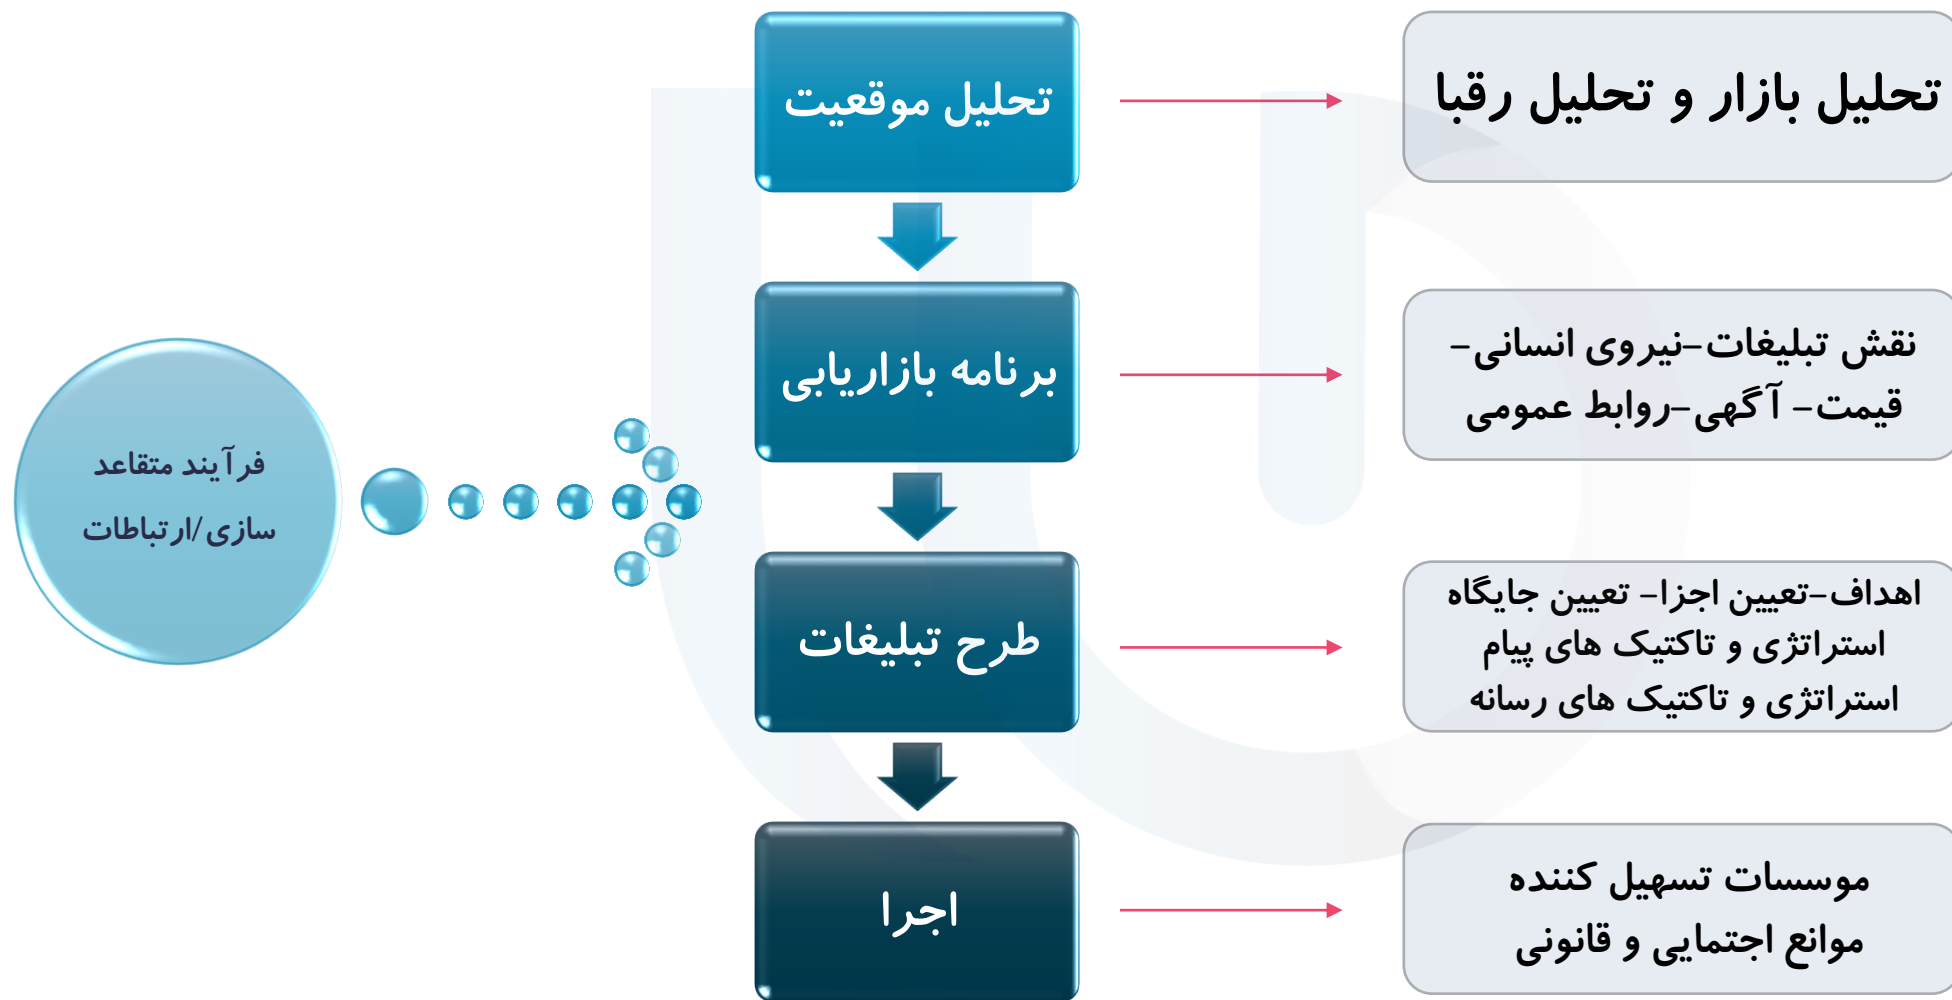 تحلیل موقعیت
تحلیل بازار و تحلیل رقبا
برنامه بازاریابی
نقش تبلیغات-نیروی انسانی-
قیمت- آگهی-روابط عمومی
فرآیند متقاعد
سازی/ارتباطات
طرح تبلیغات
اهداف-تعیین اجزا- تعیین جایگاه
استراتژی و تاکتیک های پیام
استراتژی و تاکتیک های رسانه
اجرا
موسسات تسهیل کننده
موانع اجتمایی و قانونی